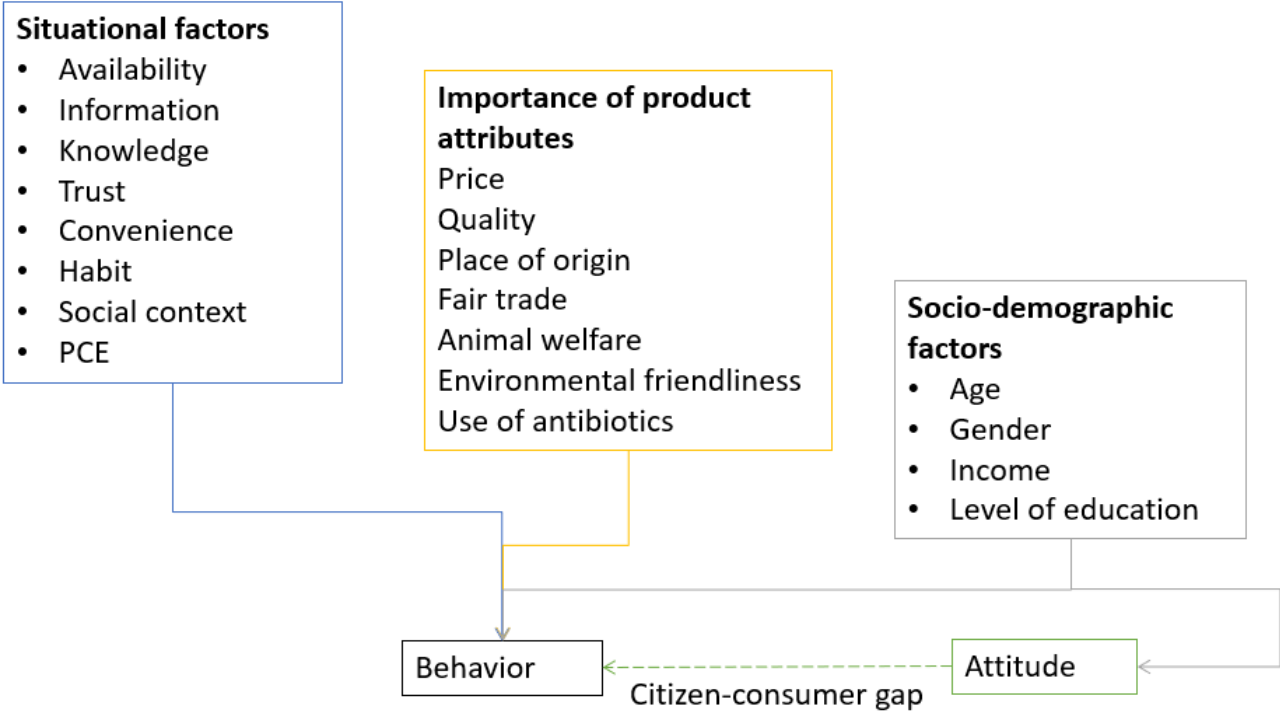 Situational factors
• Availability
• Information
• Knowledge
• Trust
• Convenience
• Habit
• Social context
• PCE
Importance of product
attributes
Price
Quality
Place of origin
Fair trade
Animal welfare
Environmental friendliness
Use of antibiotics
Socio-demographic
factors
• Age
• Gender
• Income
• Level of education
Behavior
Citizen-consumer gap
Attitude